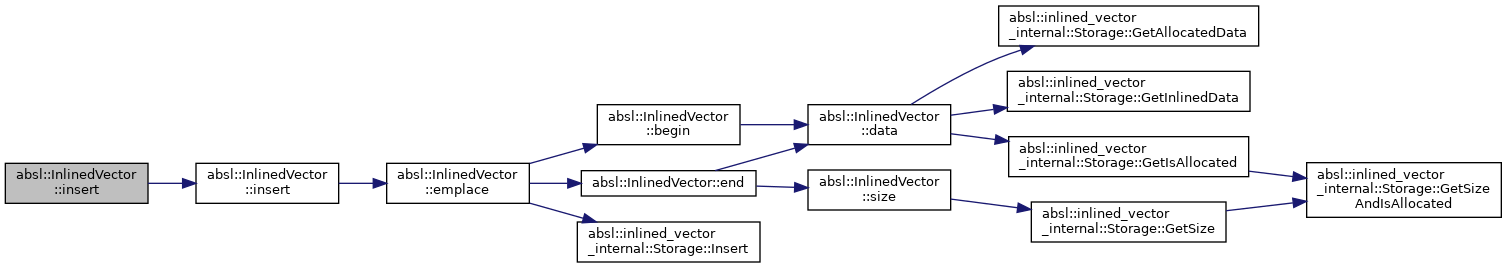 absl::InlinedVector
::insert
absl::InlinedVector
::insert
absl::InlinedVector
::emplace
absl::InlinedVector
::begin
absl::InlinedVector::end
absl::inlined_vector
_internal::Storage::Insert
absl::InlinedVector
::data
absl::InlinedVector
::size
absl::inlined_vector
_internal::Storage::GetAllocatedData
absl::inlined_vector
_internal::Storage::GetInlinedData
absl::inlined_vector
_internal::Storage::GetIsAllocated
absl::inlined_vector
_internal::Storage::GetSize
absl::inlined_vector
_internal::Storage::GetSize
AndIsAllocated